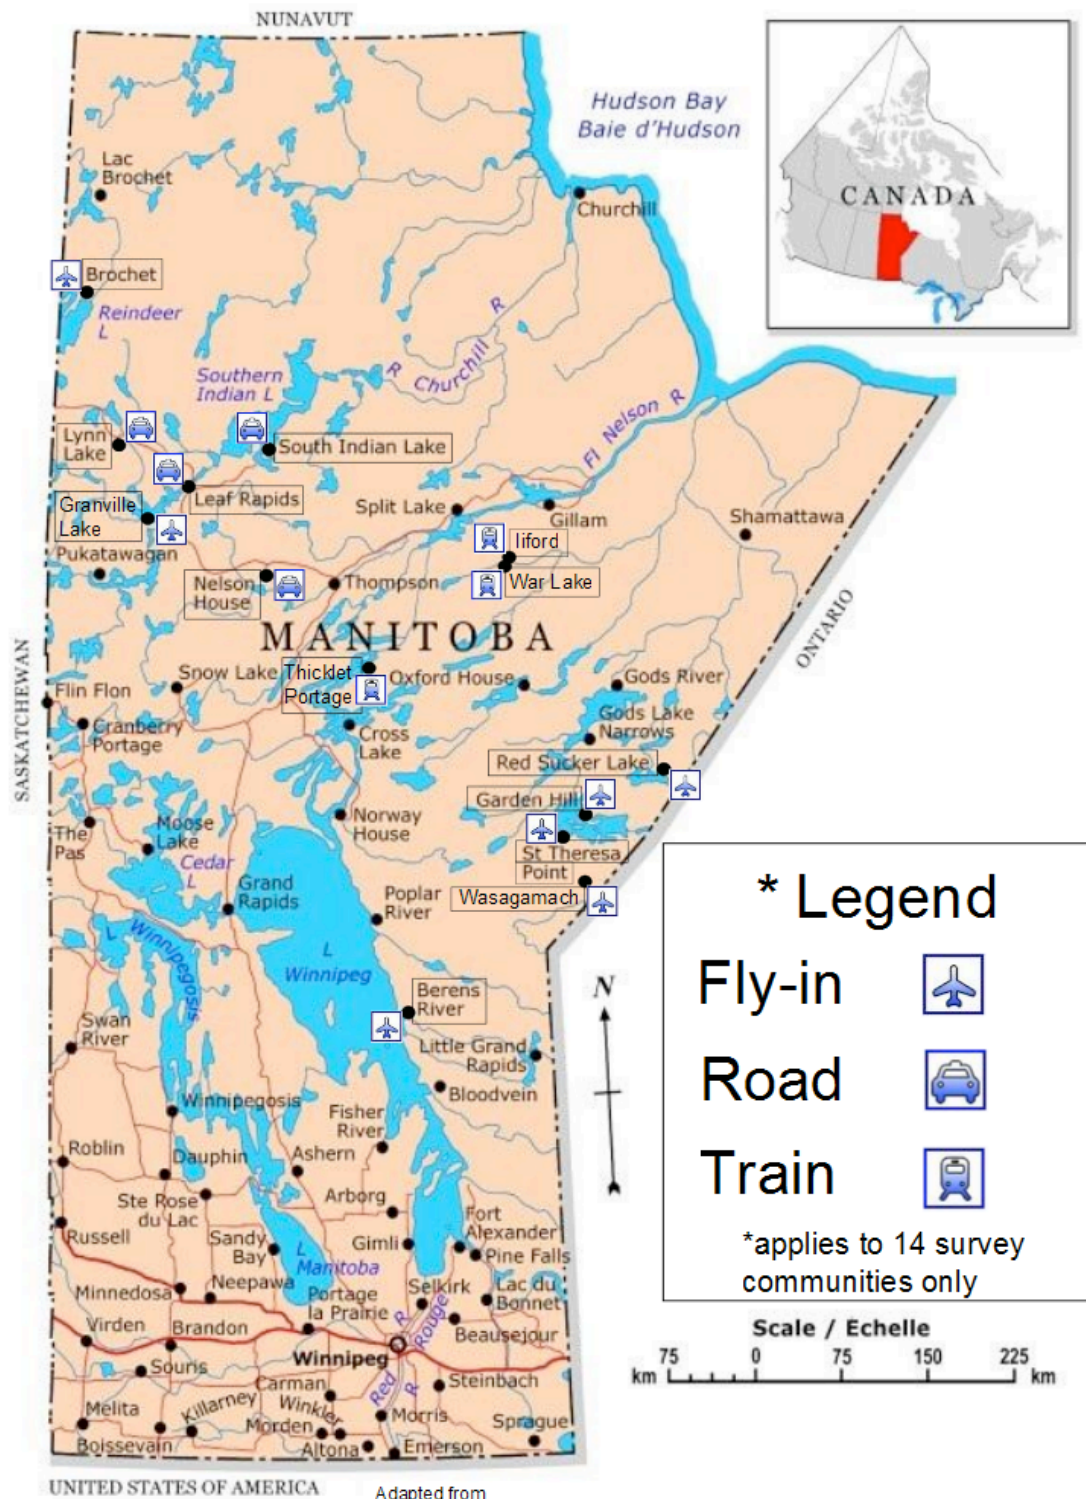 NUNAVUT
Hudson Bay
Baie d'Hudson
CANADA
Lac
Brochet
Churchill
Brochet
Reindeer
L
Southern
Indian L
R Churchill R
Fl Nelson R
Lynn
Lake
South Indian Lake
Leaf Rapids
Granville
Lake
Split Lake
Gillam
Shamattawa
Pukatawagan
Ilford
War Lake
Nelson
House
Thompson
MANITOBA
ONTARIO
SASKATCHEWAN
Snow Lake
Thicklet
Portage
Oxford House
Gods River
Flin Flon
Cranberry
Portage
Cross
Lake
Gods Lake
Narrows
Red Sucker Lake
Garden Hill
Norway
House
The
Pas
Moose
Lake
Cedar
L
St Theresa
Point
Wasagamach
Grand
Rapids
Poplar
River
L Winnipegosis
L
Winnipeg
Berens
River
Swan
River
Little Grand
Rapids
Bloodvein
Winnipegosis
Fisher
River
Roblin
Dauphin
Ashern
Ste Rose
du Lac
Arborg
Fort
Alexander
Russell
Sandy
Bay
Gimli
Pine Falls
L
Manitoba
Minnedosa
Neepawa
Portage
la Prairie
Selkirk
Lac du
Bonnet
Virden
Brandon
R Rouge
Beausejour
Winnipeg
Souris
Carman
Red R
Steinbach
Winkler
Melita
Killarney
Morden
Morris
Sprague
Boissevain
Altona
Emerson
UNITED STATES OF AMERICA
Adapted from
* Legend
Fly-in
Road
Train
*applies to 14 survey
communities only
N
Scale / Echelle
75 0 75 150 225
km km